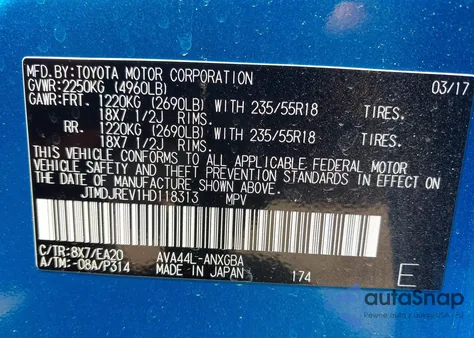 MFD.BY:TOYOTA MOTOR CORPORATION 03/17
GVWR:2250KG (4960LB)
GAWR:FRT. 1220KG (2690LB) WITH 235/55R18 TIRES.
18X7 1/2J RIMS.
RR. 1220KG (2690LB) WITH 235/55R18 TIRES.
18X7 1/2J RIMS.
THIS VEHICLE CONFORMS TO ALL APPLICABLE FEDERAL MOTOR
VEHICLE SAFETY AND THEFT PREVENTION STANDARDS IN EFFECT
ON THE DATE OF MANUFACTURE SHOWN ABOVE.
JTMDJREV1HD118313 MPV
C/TR:8X7/EA20 AVA44L-ANXGBA
A/TM:-08A/P314 MADE IN JAPAN 174 E
autoSnap